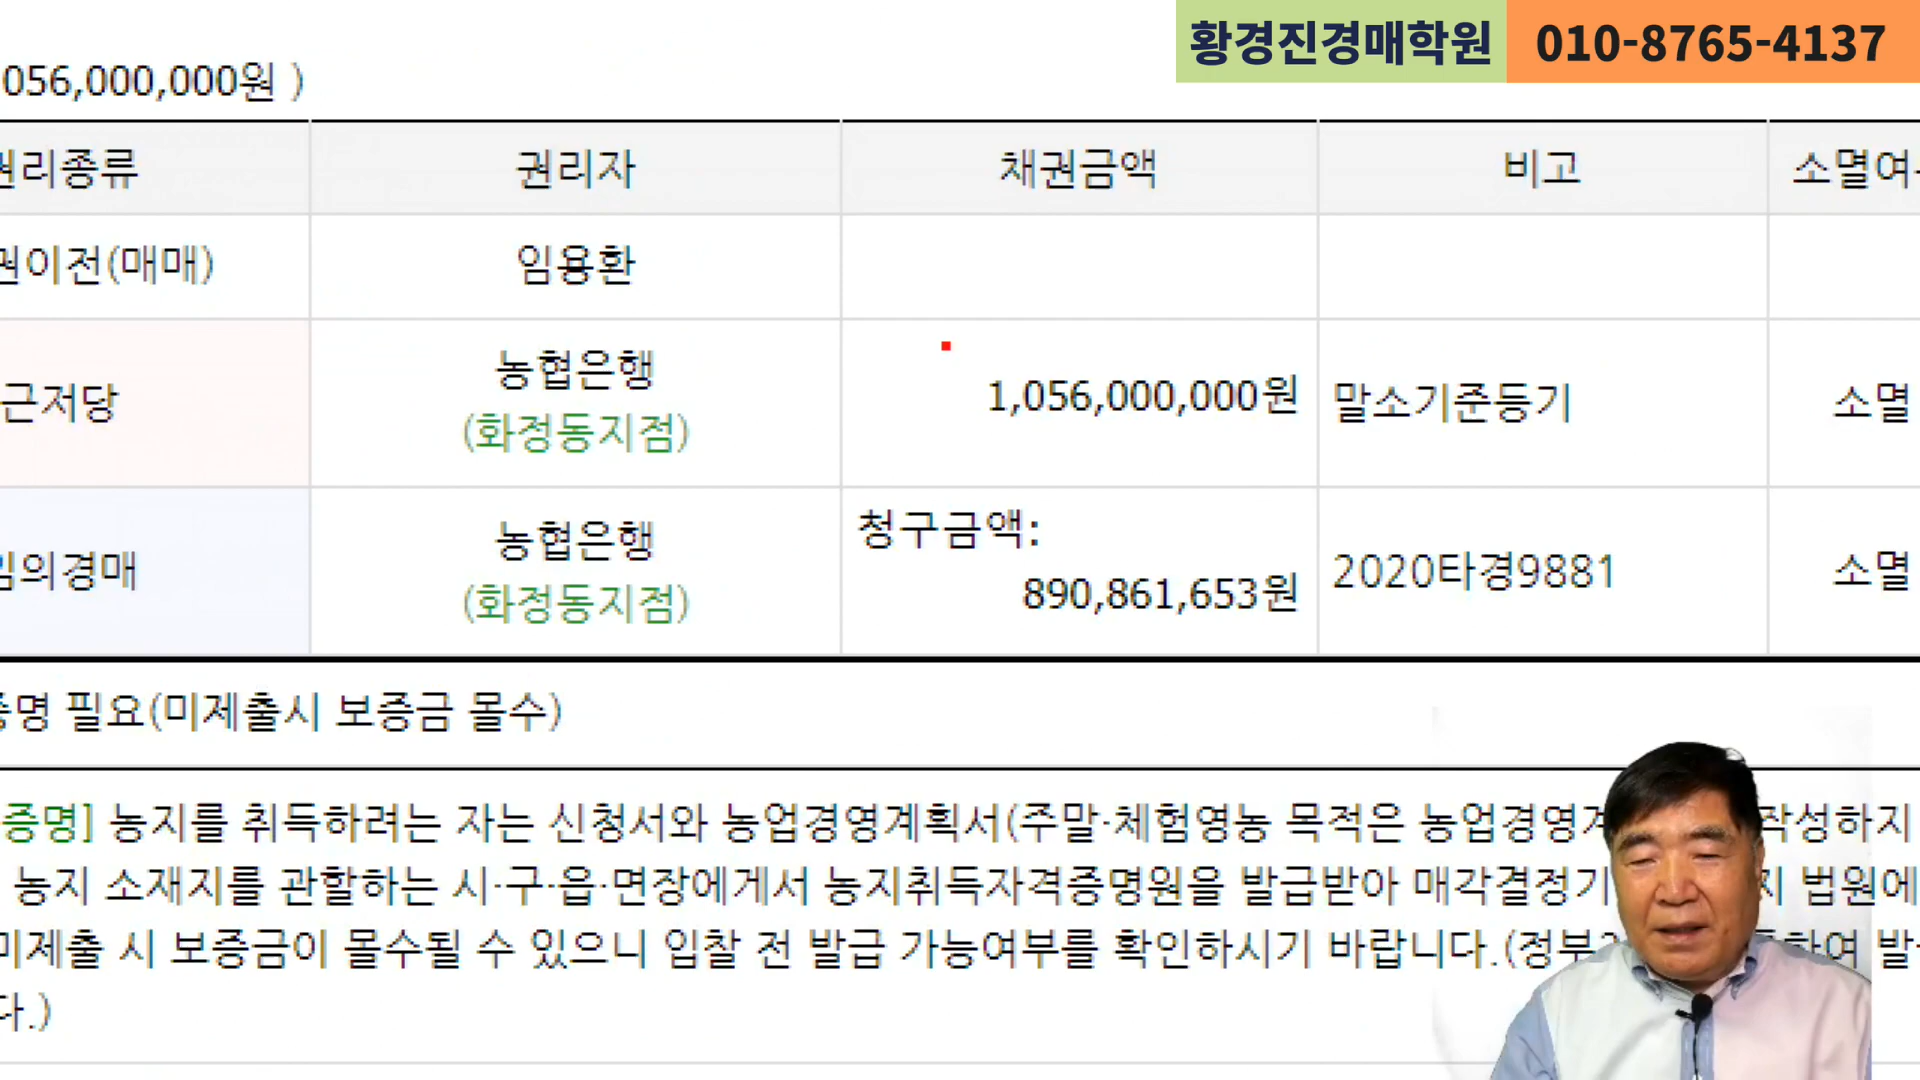 황경진경매학원 010-8765-4137
056,000,000원 )
권리종류 권리자 채권금액 비고 소멸여
권이전(매매) 임용환
근저당 농협은행 (화정동지점) 1,056,000,000원 말소기준등기 소멸
임의경매 농협은행 (화정동지점) 청구금액: 890,861,653원 2020타경9881 소멸
증명 필요(미제출시 보증금 몰수)
증명] 농지를 취득하려는 자는 신청서와 농업경영계획서(주말·체험영농 목적은 농업경영계 작성하지
농지 소재지를 관할하는 시·구·읍·면장에게서 농지취득자격증명원을 발급받아 매각결정기 지 법원에
미제출 시 보증금이 몰수될 수 있으니 입찰 전 발급 가능여부를 확인하시기 바랍니다.(정부2 하여 발
다.)